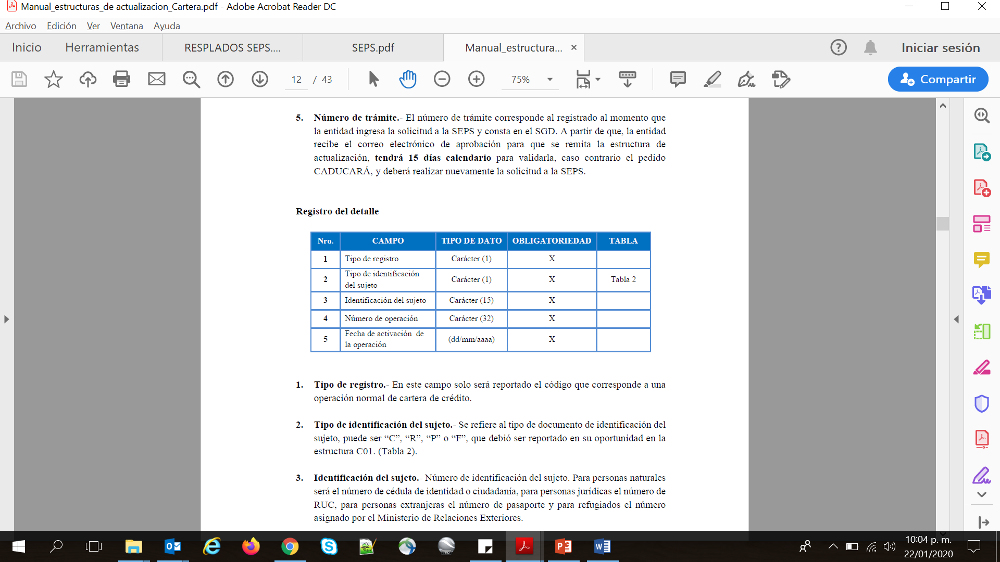 Manual_estructuras_de actualizacion_Cartera.pdf - Adobe Acrobat Reader DC
Archivo Edición Ver Ventana Ayuda
Inicio Herramientas RESPLADOS SEPS.... SEPS.pdf Manual_estructura... × Iniciar sesión
12 / 43 75% Compartir
5. Número de trámite.- El número de trámite corresponde al registrado al momento que
la entidad ingresa la solicitud a la SEPS y consta en el SGD. A partir de que, la entidad
recibe el correo electrónico de aprobación para que se remita la estructura de
actualización, tendrá 15 días calendario para validarla, caso contrario el pedido
CADUCARÁ, y deberá realizar nuevamente la solicitud a la SEPS.
Registro del detalle
Nro. CAMPO TIPO DE DATO OBLIGATORIEDAD TABLA
1 Tipo de registro Carácter (1) X
2 Tipo de identificación del sujeto Carácter (1) X Tabla 2
3 Identificación del sujeto Carácter (15) X
4 Número de operación Carácter (32) X
5 Fecha de activación de la operación (dd/mm/aaaa) X
1. Tipo de registro.- En este campo solo será reportado el código que corresponde a una
operación normal de cartera de crédito.
2. Tipo de identificación del sujeto.- Se refiere al tipo de documento de identificación del
sujeto, puede ser “C”, “R”, “P” o “F”, que debió ser reportado en su oportunidad en la
estructura C01. (Tabla 2).
3. Identificación del sujeto.- Número de identificación del sujeto. Para personas naturales
será el número de cédula de identidad o ciudadanía, para personas jurídicas el número de
RUC, para personas extranjeras el número de pasaporte y para refugiados el número
asignado por el Ministerio de Relaciones Exteriores.
10:04 p. m.
22/01/2020